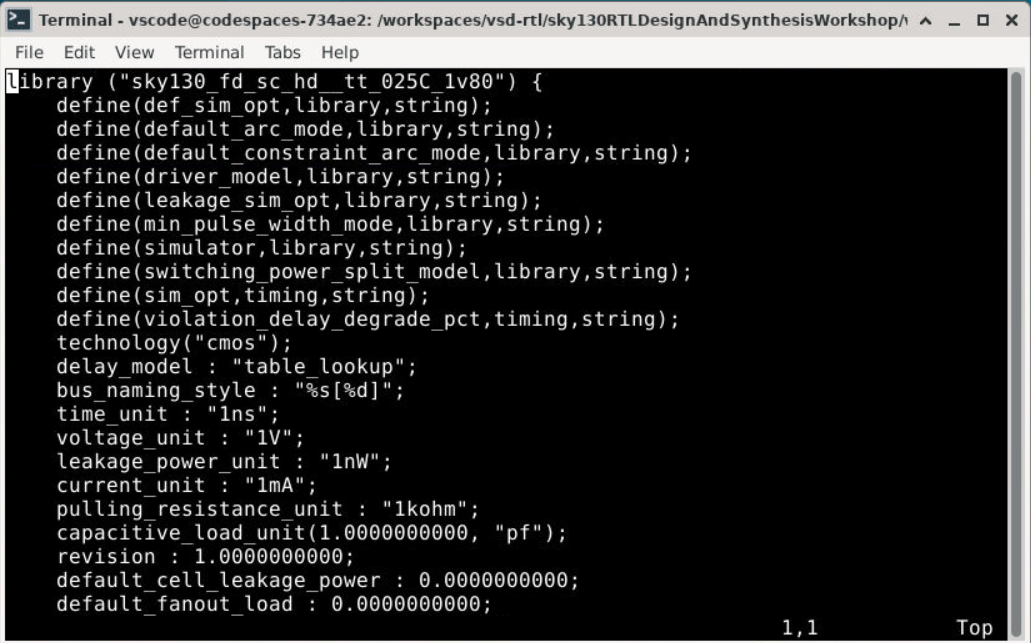 Terminal - vscode@codespaces-734ae2: /workspaces/vsd-rtl/sky130RTLDesignAndSynthesisWorkshop/
File Edit View Terminal Tabs Help
library ("sky130_fd_sc_hd__tt_025C_1v80") {
    define(def_sim_opt,library,string);
    define(default_arc_mode,library,string);
    define(default_constraint_arc_mode,library,string);
    define(driver_model,library,string);
    define(leakage_sim_opt,library,string);
    define(min_pulse_width_mode,library,string);
    define(simulator,library,string);
    define(switching_power_split_model,library,string);
    define(sim_opt,timing,string);
    define(violation_delay_degrade_pct,timing,string);
    technology("cmos");
    delay_model : "table_lookup";
    bus_naming_style : "%s[%d]";
    time_unit : "1ns";
    voltage_unit : "1V";
    leakage_power_unit : "1nW";
    current_unit : "1mA";
    pulling_resistance_unit : "1kohm";
    capacitive_load_unit(1.0000000000, "pf");
    revision : 1.0000000000;
    default_cell_leakage_power : 0.0000000000;
    default_fanout_load : 0.0000000000;
1,1 Top